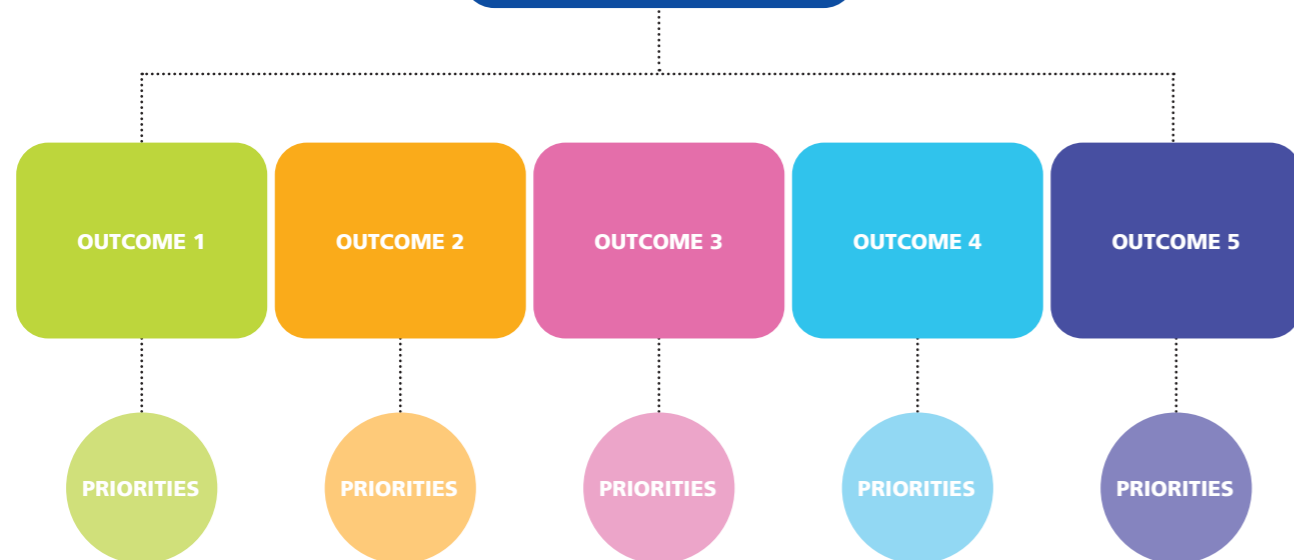 OUTCOME 1
OUTCOME 2
OUTCOME 3
OUTCOME 4
OUTCOME 5
PRIORITIES
PRIORITIES
PRIORITIES
PRIORITIES
PRIORITIES